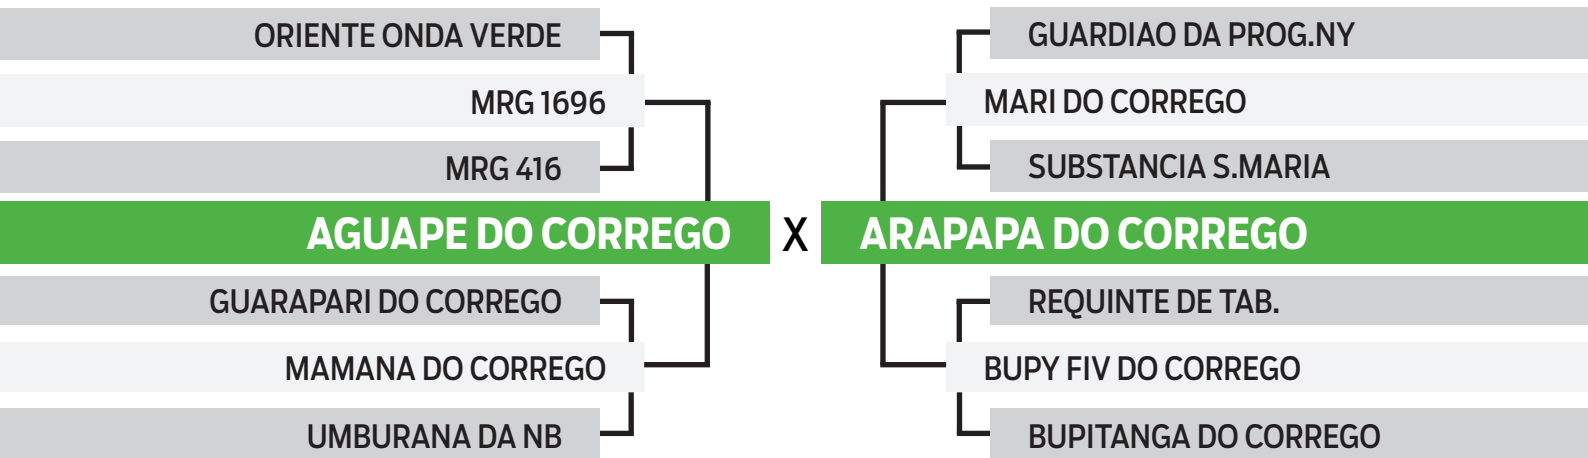 ORIENTE ONDA VERDE
MRG 1696
MRG 416
AGUAPE DO CORREGO
GUARAPARI DO CORREGO
MAMANA DO CORREGO
UMBURANA DA NB
X
GUARDIAO DA PROG.NY
MARI DO CORREGO
SUBSTANCIA S.MARIA
ARAPAPA DO CORREGO
REQUINTE DE TAB.
BUPY FIV DO CORREGO
BUPITANGA DO CORREGO